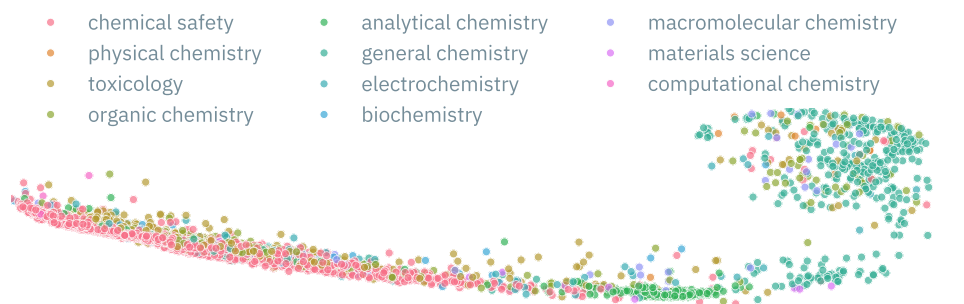 chemical safety
physical chemistry
toxicology
organic chemistry
analytical chemistry
general chemistry
electrochemistry
biochemistry
macromolecular chemistry
materials science
computational chemistry